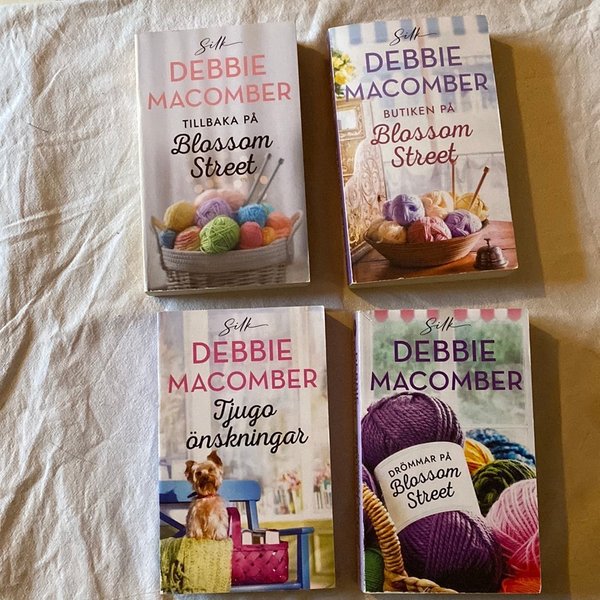 Silk
DEBBIE
MACOMBER
TILLBAKA PÅ
Blossom
Street
Silk
DEBBIE
MACOMBER
BUTIKEN PÅ
Blossom
Street
Silk
DEBBIE
MACOMBER
Tjugo
önskningar
Silk
DEBBIE
MACOMBER
DRÖMMAR PÅ
Blossom
Street